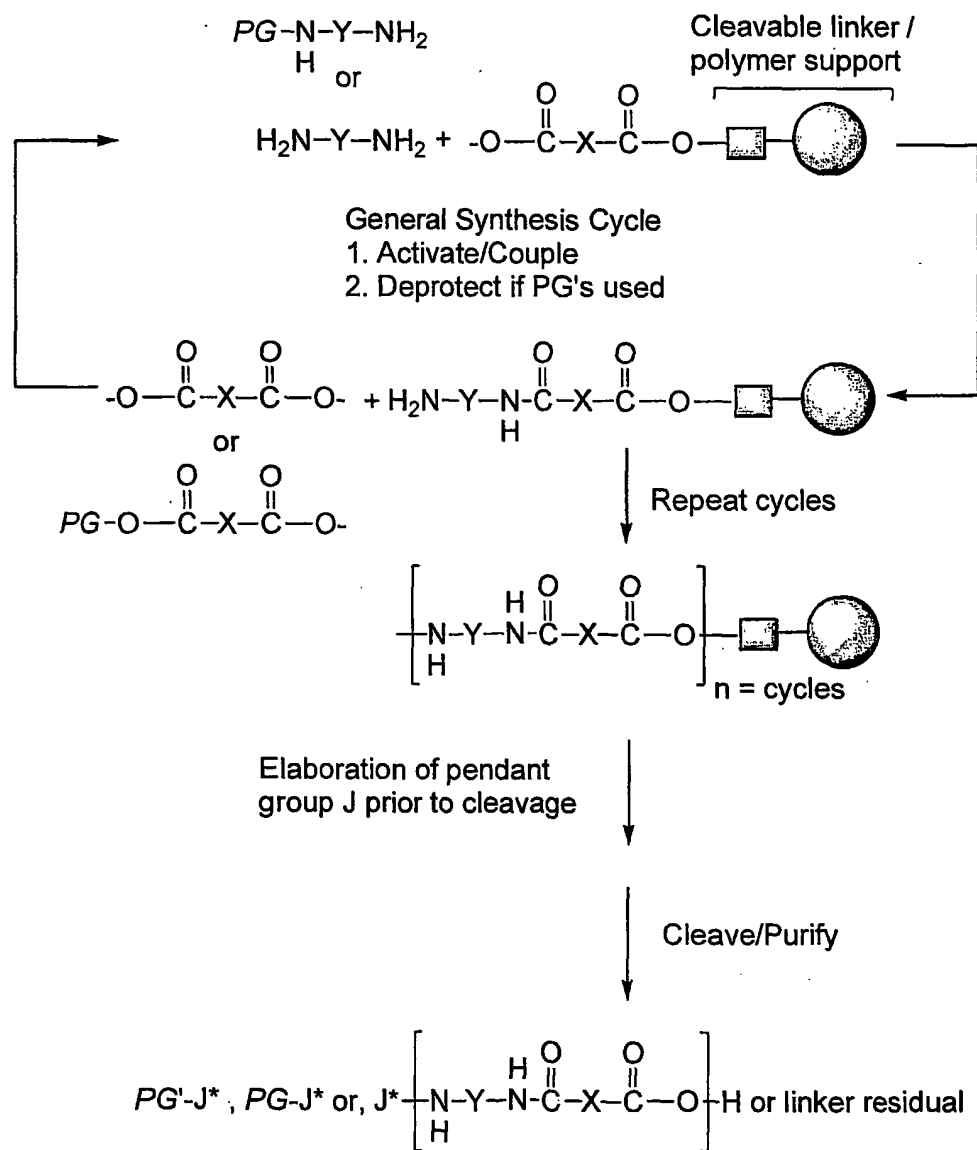 PG-N-Y-NH2
H
or
Cleavable linker /
polymer support
O O
H2N-Y-NH2 + -O-C-X-C-O
General Synthesis Cycle
1. Activate/Couple
2. Deprotect if PG's used
O O O O
-O-C-X-C-O- + H2N-Y-N-C-X-C-O
H
or
O O
PG-O-C-X-C-O-
Repeat cycles
H O O
N-Y-N-C-X-C-O
H
n = cycles
Elaboration of pendant
group J prior to cleavage
Cleave/Purify
H O O
PG'-J* , PG-J* or, J* N-Y-N-C-X-C-O H or linker residual
H